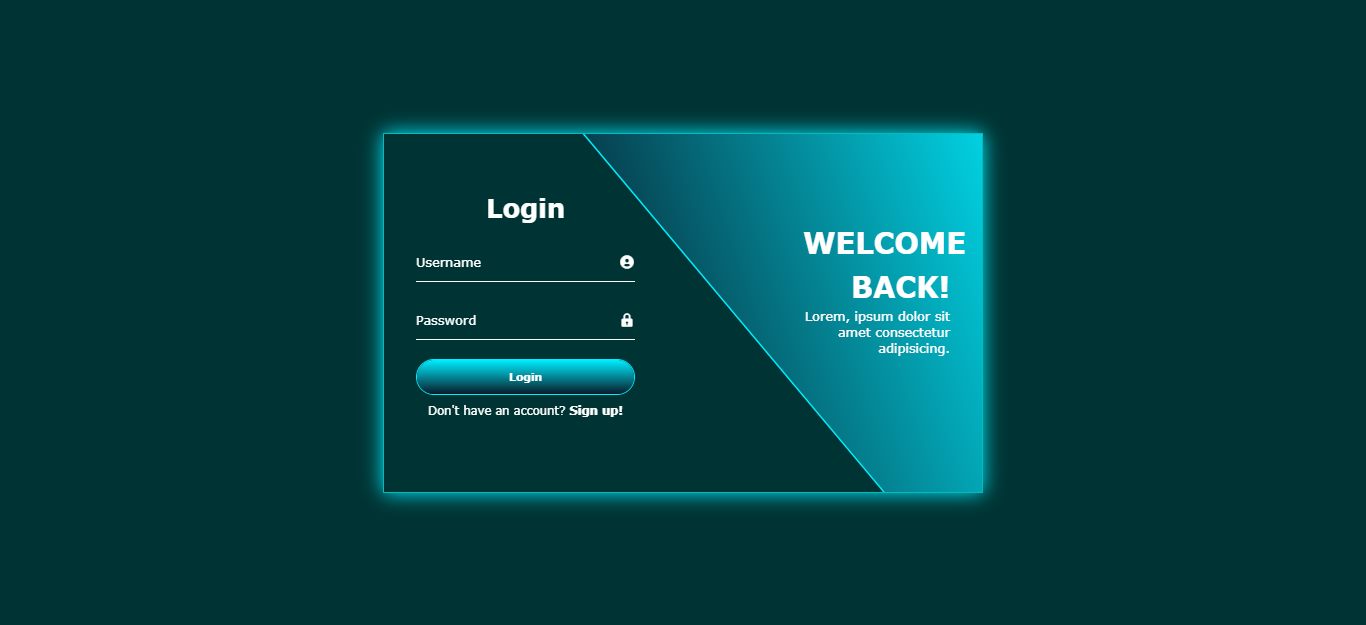 Login
Username
Password
Login
Don't have an account? Sign up!
WELCOME
BACK!
Lorem, ipsum dolor sit
amet consectetur
adipisicing.